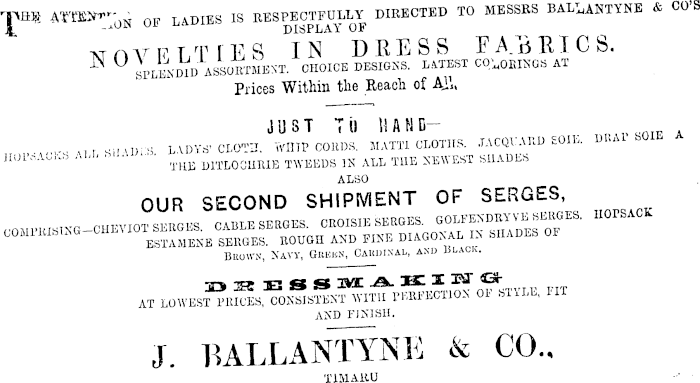 THE ATTENTION OF LADIES IS RESPECTFULLY DIRECTED TO MESSRS BALLANTYNE & CO'S
DISPLAY OF
NOVELTIES IN DRESS FABRICS.
SPLENDID ASSORTMENT. CHOICE DESIGNS. LATEST COLORINGS AT
Prices Within the Reach of All.
JUST TO HAND—
HOPSACKS ALL SHADES. LADYS' CLOTH. WHIP CORDS. MATTI CLOTHS. JACQUARD SOIE. DRAP SOIE A
THE DITLOCHRIE TWEEDS IN ALL THE NEWEST SHADES
ALSO
OUR SECOND SHIPMENT OF SERGES,
COMPRISING—CHEVIOT SERGES. CABLE SERGES. CROISIE SERGES. GOLFENDRYVE SERGES. HOPSACK
ESTAMENE SERGES. ROUGH AND FINE DIAGONAL IN SHADES OF
BROWN, NAVY, GREEN, CARDINAL, AND BLACK.
DRESSMAKING
AT LOWEST PRICES, CONSISTENT WITH PERFECTION OF STYLE, FIT
AND FINISH.
J. BALLANTYNE & CO.,
TIMARU